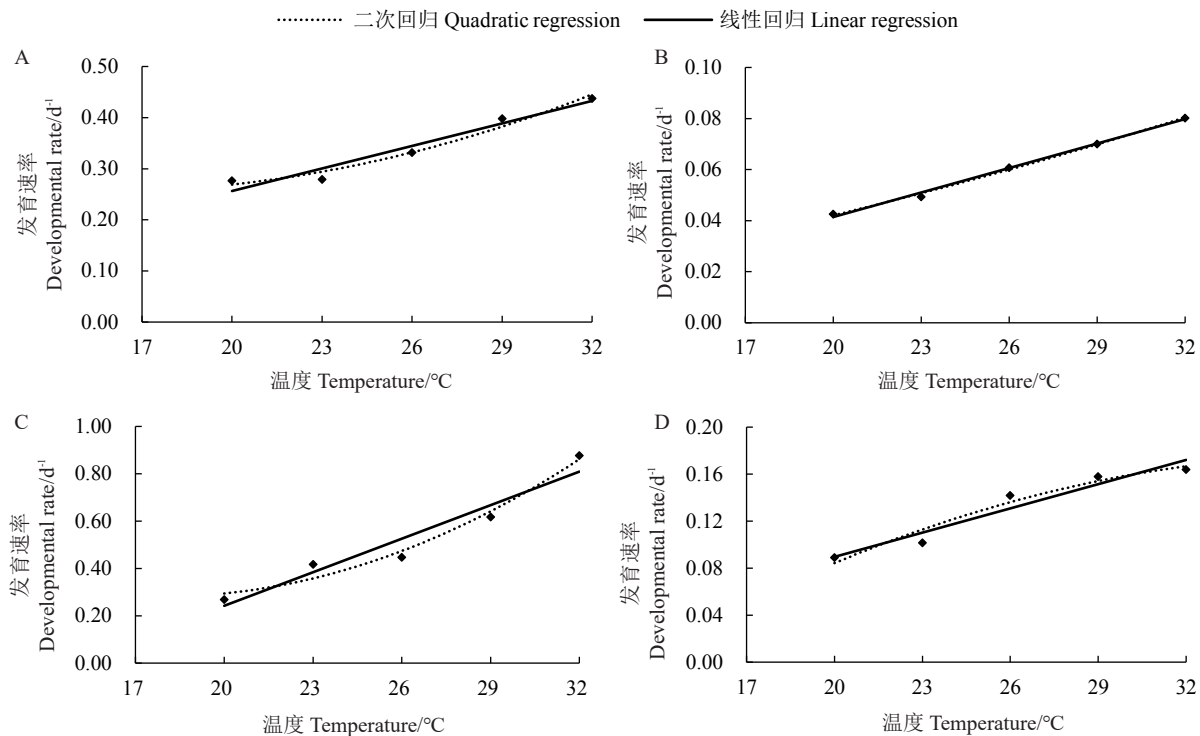 二次回归 Quadratic regression 线性回归 Linear regression
A
0.50
0.40
0.30
0.20
0.10
0.00
发育速率
Developmental rate/d-1
17 20 23 26 29 32
温度 Temperature/℃
B
0.10
0.08
0.06
0.04
0.02
0.00
发育速率
Developmental rate/d-1
17 20 23 26 29 32
温度 Temperature/℃
C
1.00
0.80
0.60
0.40
0.20
0.00
发育速率
Developmental rate/d-1
17 20 23 26 29 32
温度 Temperature/℃
D
0.20
0.16
0.12
0.08
0.04
0.00
发育速率
Developmental rate/d-1
17 20 23 26 29 32
温度 Temperature/℃